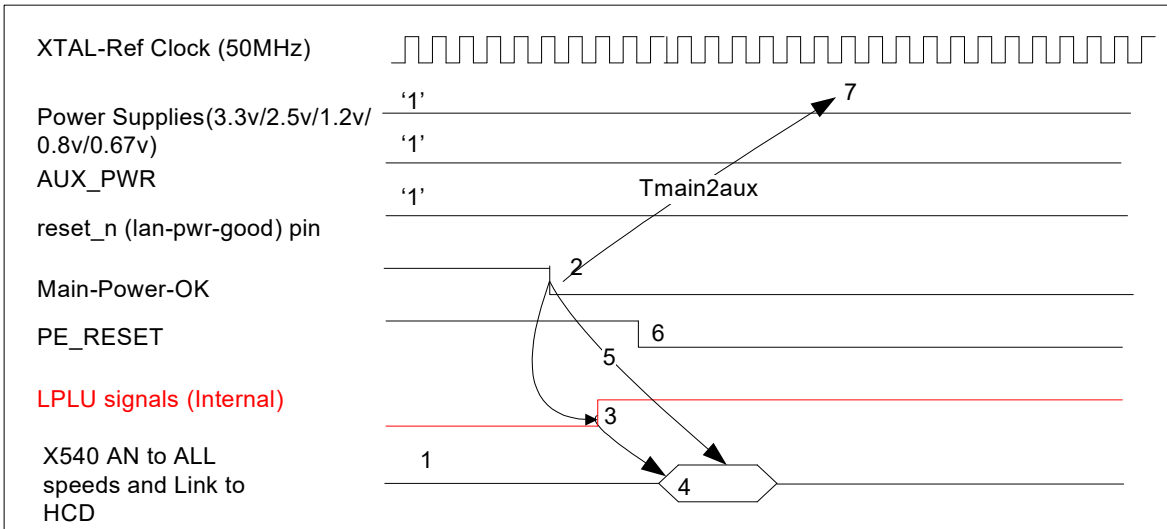 XTAL-Ref Clock (50MHz)
‘1’
7
Power Supplies(3.3v/2.5v/1.2v/
0.8v/0.67v)
‘1’
AUX_PWR
Tmain2aux
‘1’
reset_n (lan-pwr-good) pin
2
Main-Power-OK
PE_RESET
6
5
LPLU signals (Internal)
3
X540 AN to ALL
speeds and Link to
HCD
1
4